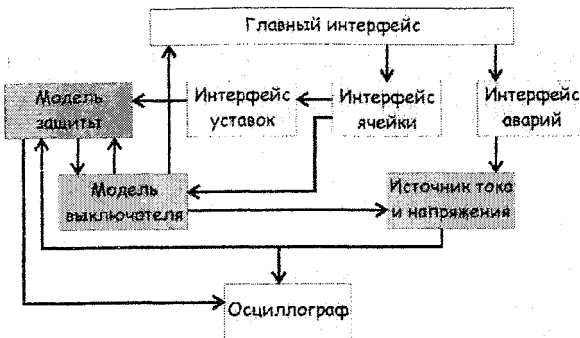 Главный интерфейс
Модель
защиты
Интерфейс
уставок
Интерфейс
ячейки
Интерфейс
аварий
Модель
выключателя
Источник тока
и напряжения
Осциллограф